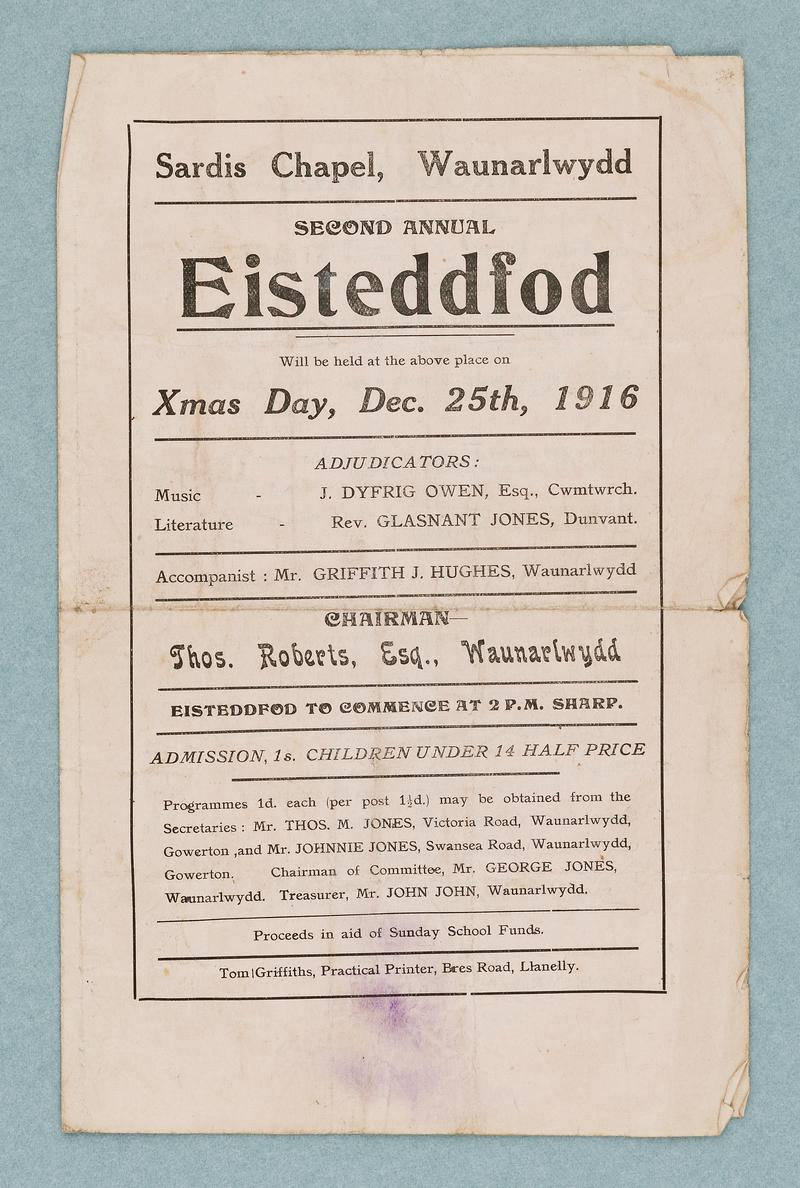 Sardis Chapel, Waunarlwydd
SECOND ANNUAL
Eisteddfod
Will be held at the above place on
Xmas Day, Dec. 25th, 1916
ADJUDICATORS:
Music - J. DYFRIG OWEN, Esq., Cwmtwrch.
Literature - Rev. GLASNANT JONES, Dunvant.
Accompanist : Mr. GRIFFITH J. HUGHES, Waunarlwydd
CHAIRMAN—
Thos. Roberts, Esq., Waunarlwydd
EISTEDDFOD TO COMMENCE AT 2 P.M. SHARP.
ADMISSION, 1s. CHILDREN UNDER 14 HALF PRICE
Programmes 1d. each (per post 1½d.) may be obtained from the
Secretaries : Mr. THOS. M. JONES, Victoria Road, Waunarlwydd,
Gowerton ,and Mr. JOHNNIE JONES, Swansea Road, Waunarlwydd,
Gowerton. Chairman of Committee, Mr. GEORGE JONES,
Waunarlwydd. Treasurer, Mr. JOHN JOHN, Waunarlwydd.
Proceeds in aid of Sunday School Funds.
Tom Griffiths, Practical Printer, Bres Road, Llanelly.